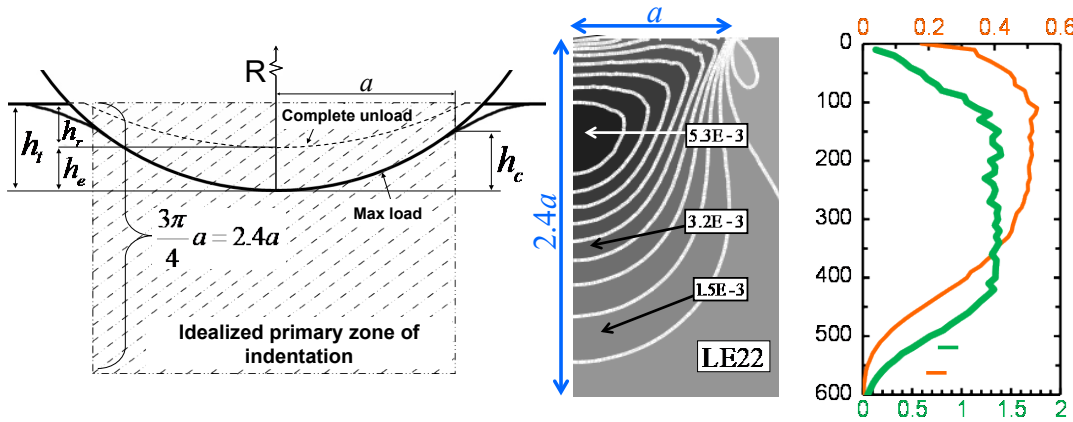 R
a
Complete unload
h_r
h_t
h_e
h_c
Max load
3π/4 a = 2.4a
Idealized primary zone of
indentation
a
2.4a
5.3E-3
3.2E-3
1.5E-3
LE22
0 0.2 0.4 0.6
0
100
200
300
400
500
600
0 0.5 1 1.5 2